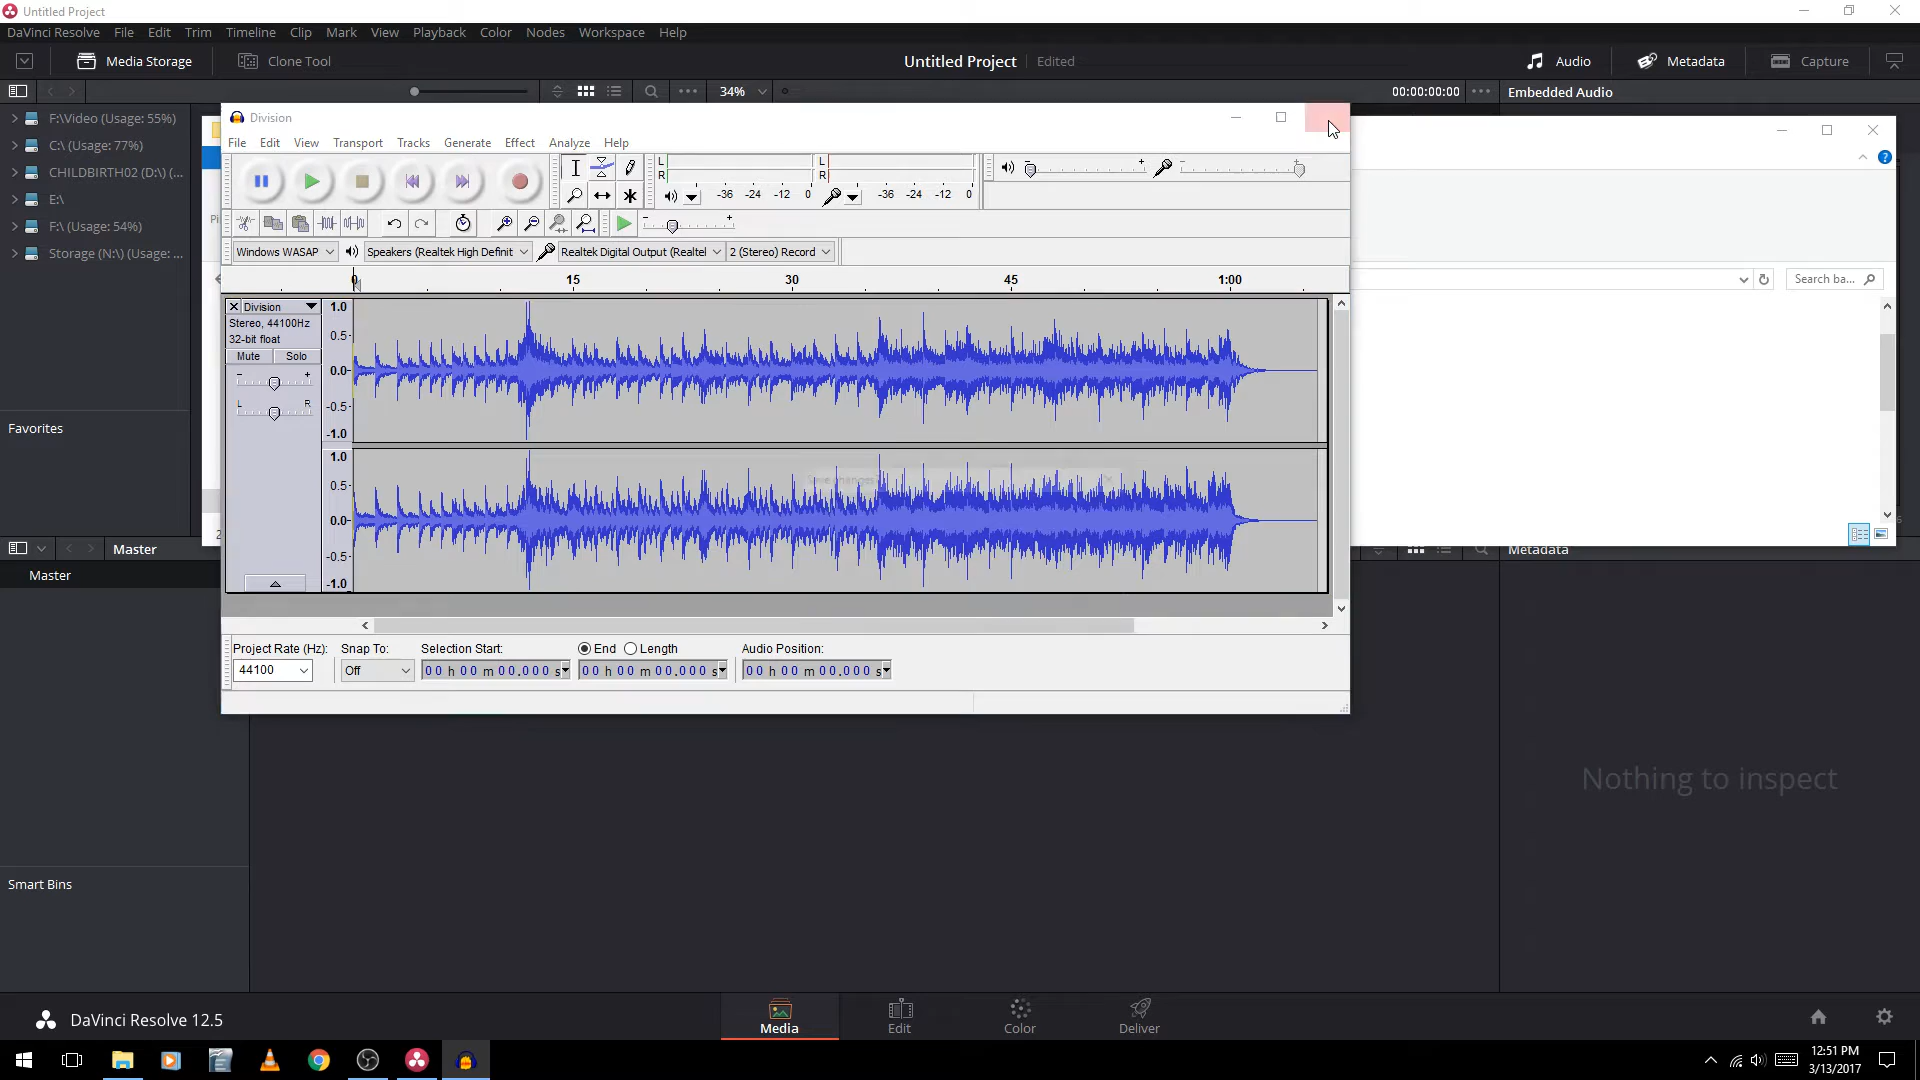 Untitled Project
DaVinci Resolve File Edit Trim Timeline Clip Mark View Playback Color Nodes Workspace Help
Media Storage Clone Tool Untitled Project Edited Audio Metadata Capture
34% 00:00:00:00 Embedded Audio
F:\Video (Usage: 55%)
C:\ (Usage: 77%)
CHILDBIRTH02 (D:\) (...
E:\
F:\ (Usage: 54%)
Storage (N:\) (Usage: ...
Favorites
Master
Master
Smart Bins
Division
File Edit View Transport Tracks Generate Effect Analyze Help
L
R
-36 -24 -12 0
L
R
-36 -24 -12 0
Windows WASAP Speakers (Realtek High Definit Realtek Digital Output (Realtel 2 (Stereo) Record
0 15 30 45 1:00
Division
Stereo, 44100Hz
32-bit float
Mute Solo
- +
L R
1.0
0.5
0.0
-0.5
-1.0
1.0
0.5
0.0
-0.5
-1.0
Save changes?
Project Rate (Hz): Snap To: Selection Start: End Length Audio Position:
44100 Off 00 h 00 m 00.000 s 00 h 00 m 00.000 s 00 h 00 m 00.000 s
Search ba...
Metadata
Nothing to inspect
DaVinci Resolve 12.5
Media Edit Color Deliver
12:51 PM
3/13/2017